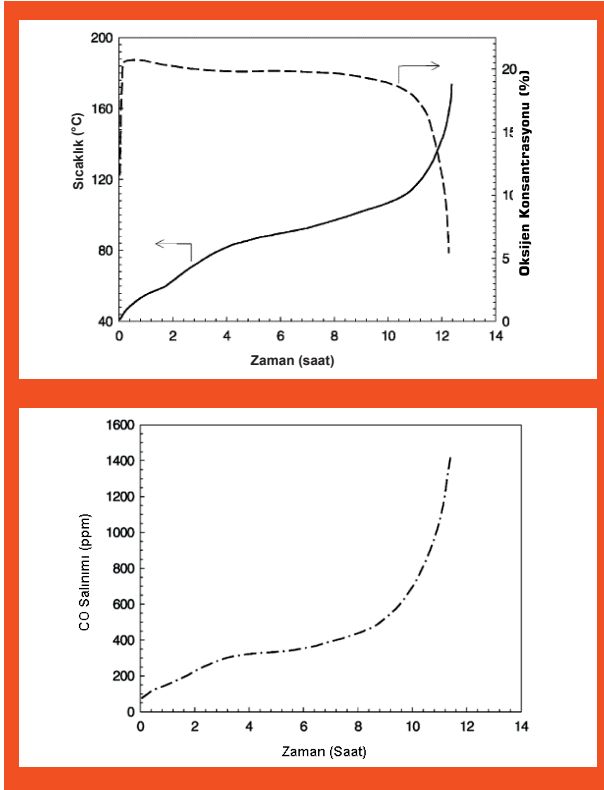 200
160
120
80
40
Sıcaklık (°C)
20
15
10
5
0
Oksijen Konsantrasyonu (%)
0 2 4 6 8 10 12 14
Zaman (saat)
1600
1400
1200
1000
800
600
400
200
0
CO Salınımı (ppm)
0 2 4 6 8 10 12 14
Zaman (Saat)